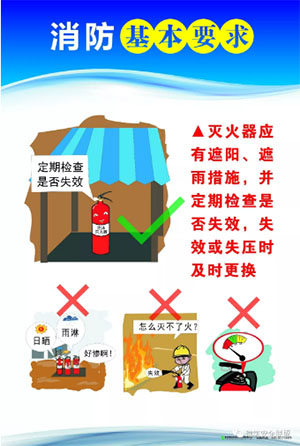 消防基本要求
定期检查
是否失效
▲灭火器应
有遮阳、遮
雨措施，并
定期检查是
否失效，失
效或失压时
及时更换
日晒
雨淋
好惨啊！
怎么灭不了火？
失效